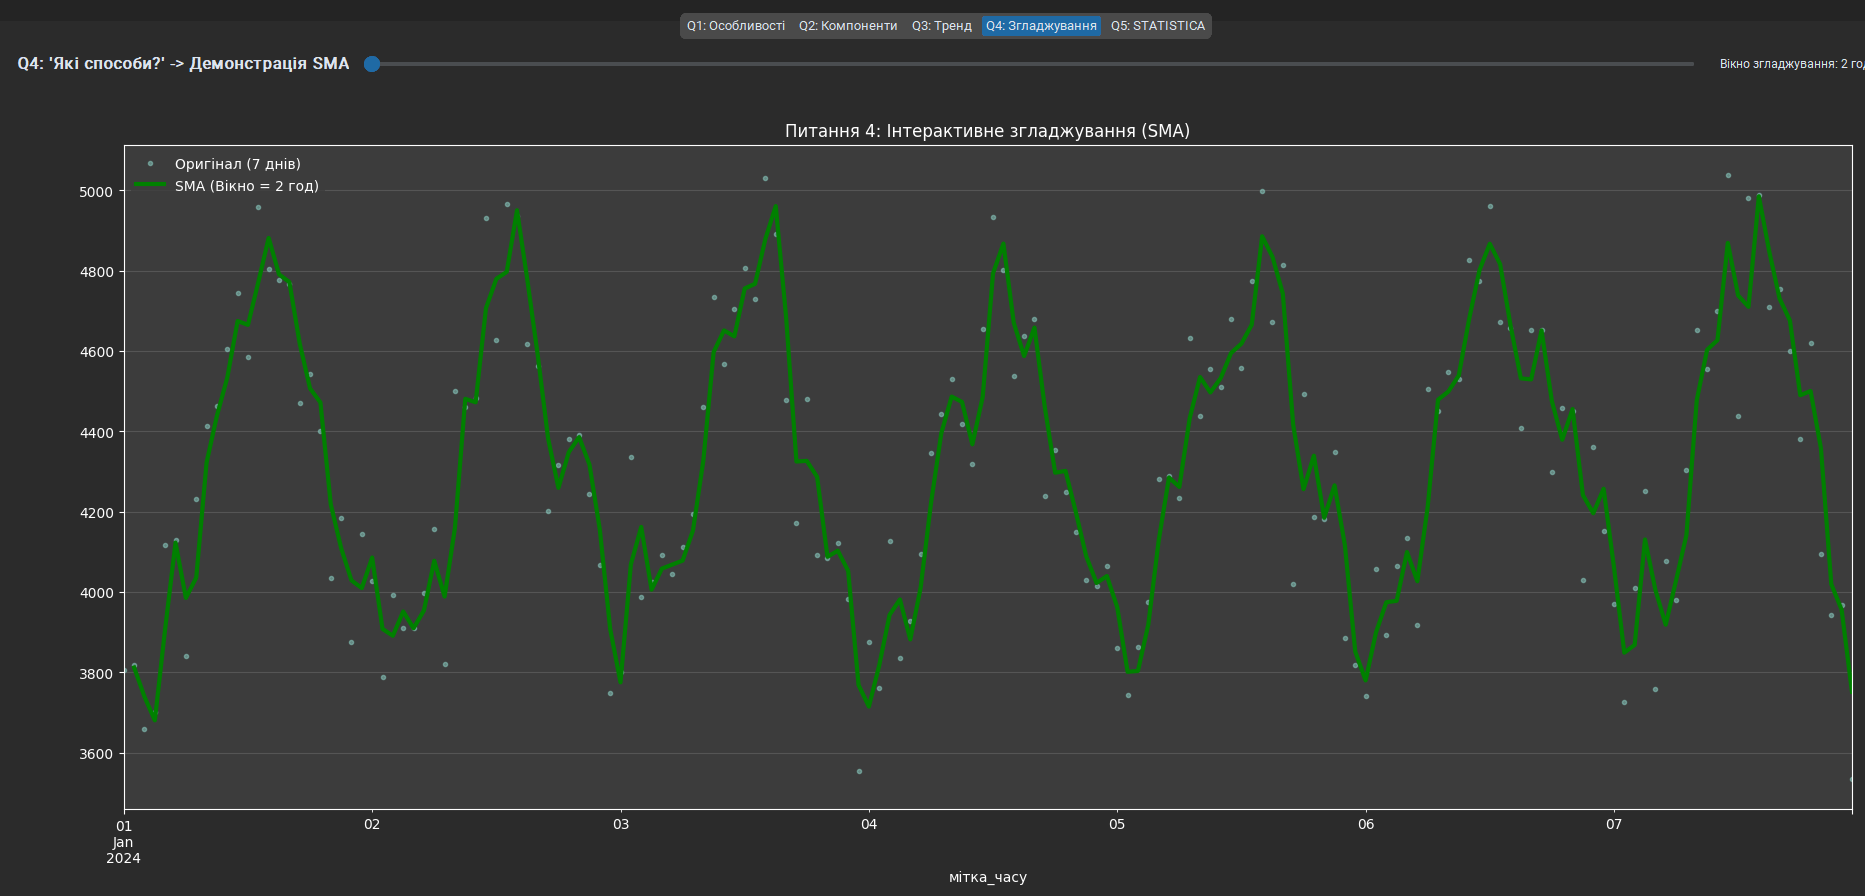 Q1: Особливості Q2: Компоненти Q3: Тренд Q4: Згладжування Q5: STATISTICA
Q4: 'Які способи?' -> Демонстрація SMA
Вікно згладжування: 2 год
Питання 4: Інтерактивне згладжування (SMA)
Оригінал (7 днів)
SMA (Вікно = 2 год)
5000
4800
4600
4400
4200
4000
3800
3600
01 02 03 04 05 06 07
Jan
2024
мітка_часу